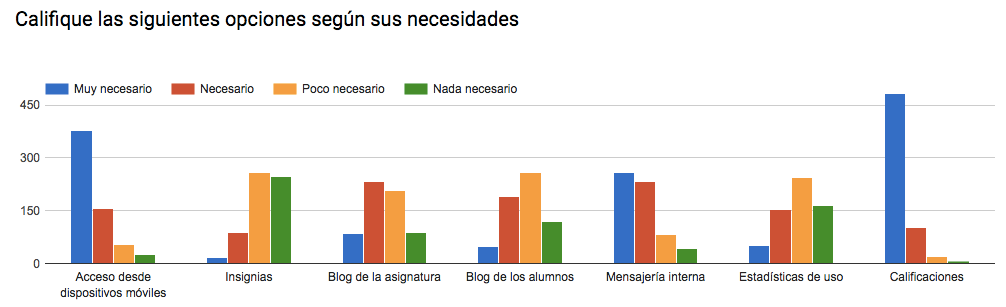 Califique las siguientes opciones según sus necesidades
Muy necesario Necesario Poco necesario Nada necesario
450
300
150
0
Acceso desde dispositivos móviles
Insignias
Blog de la asignatura
Blog de los alumnos
Mensajería interna
Estadísticas de uso
Calificaciones